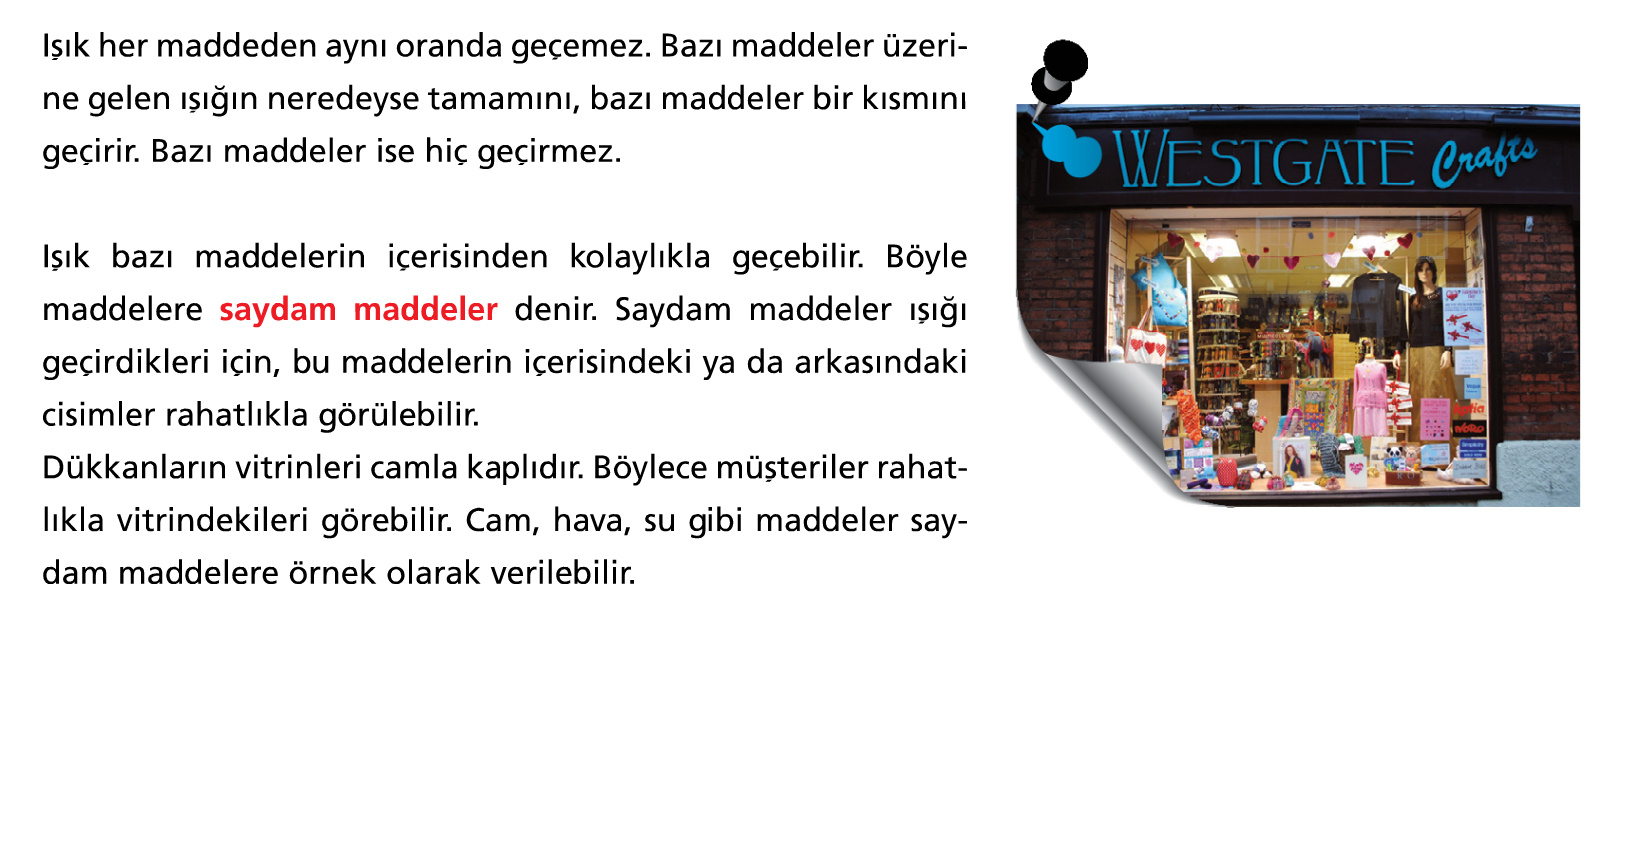 Işık her maddeden aynı oranda geçemez. Bazı maddeler üzeri-
ne gelen ışığın neredeyse tamamını, bazı maddeler bir kısmını
geçirir. Bazı maddeler ise hiç geçirmez.
Işık bazı maddelerin içerisinden kolaylıkla geçebilir. Böyle
maddelere saydam maddeler denir. Saydam maddeler ışığı
geçirdikleri için, bu maddelerin içerisindeki ya da arkasındaki
cisimler rahatlıkla görülebilir.
Dükkanların vitrinleri camla kaplıdır. Böylece müşteriler rahat-
lıkla vitrindekileri görebilir. Cam, hava, su gibi maddeler say-
dam maddelere örnek olarak verilebilir.
WESTGATE Crafts